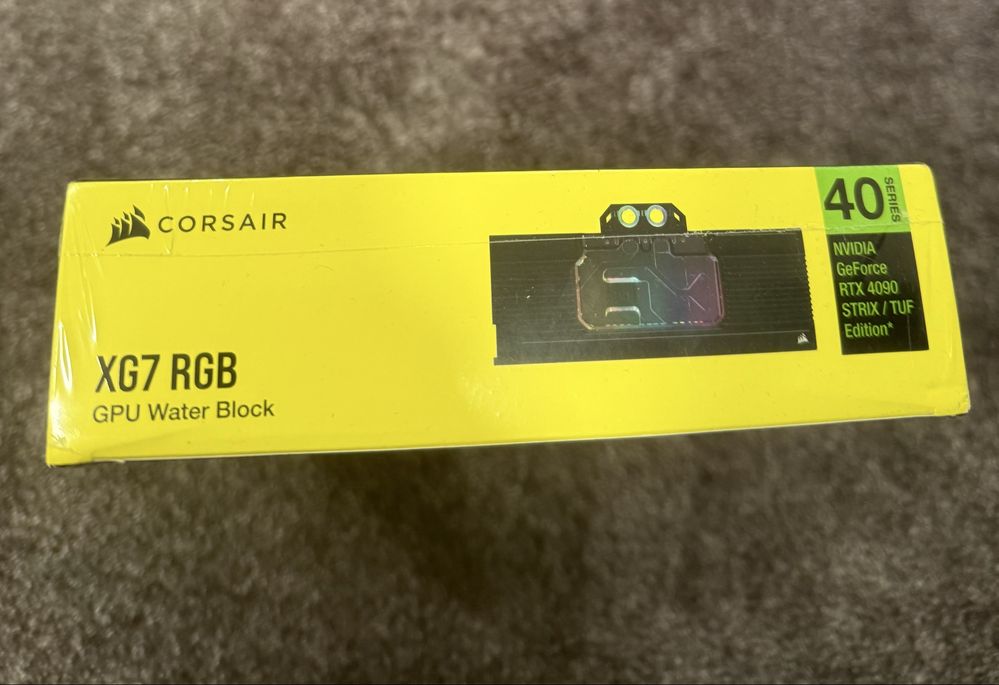 CORSAIR
XG7 RGB
GPU Water Block
40 SERIES
NVIDIA
GeForce
RTX 4090
STRIX / TUF
Edition*